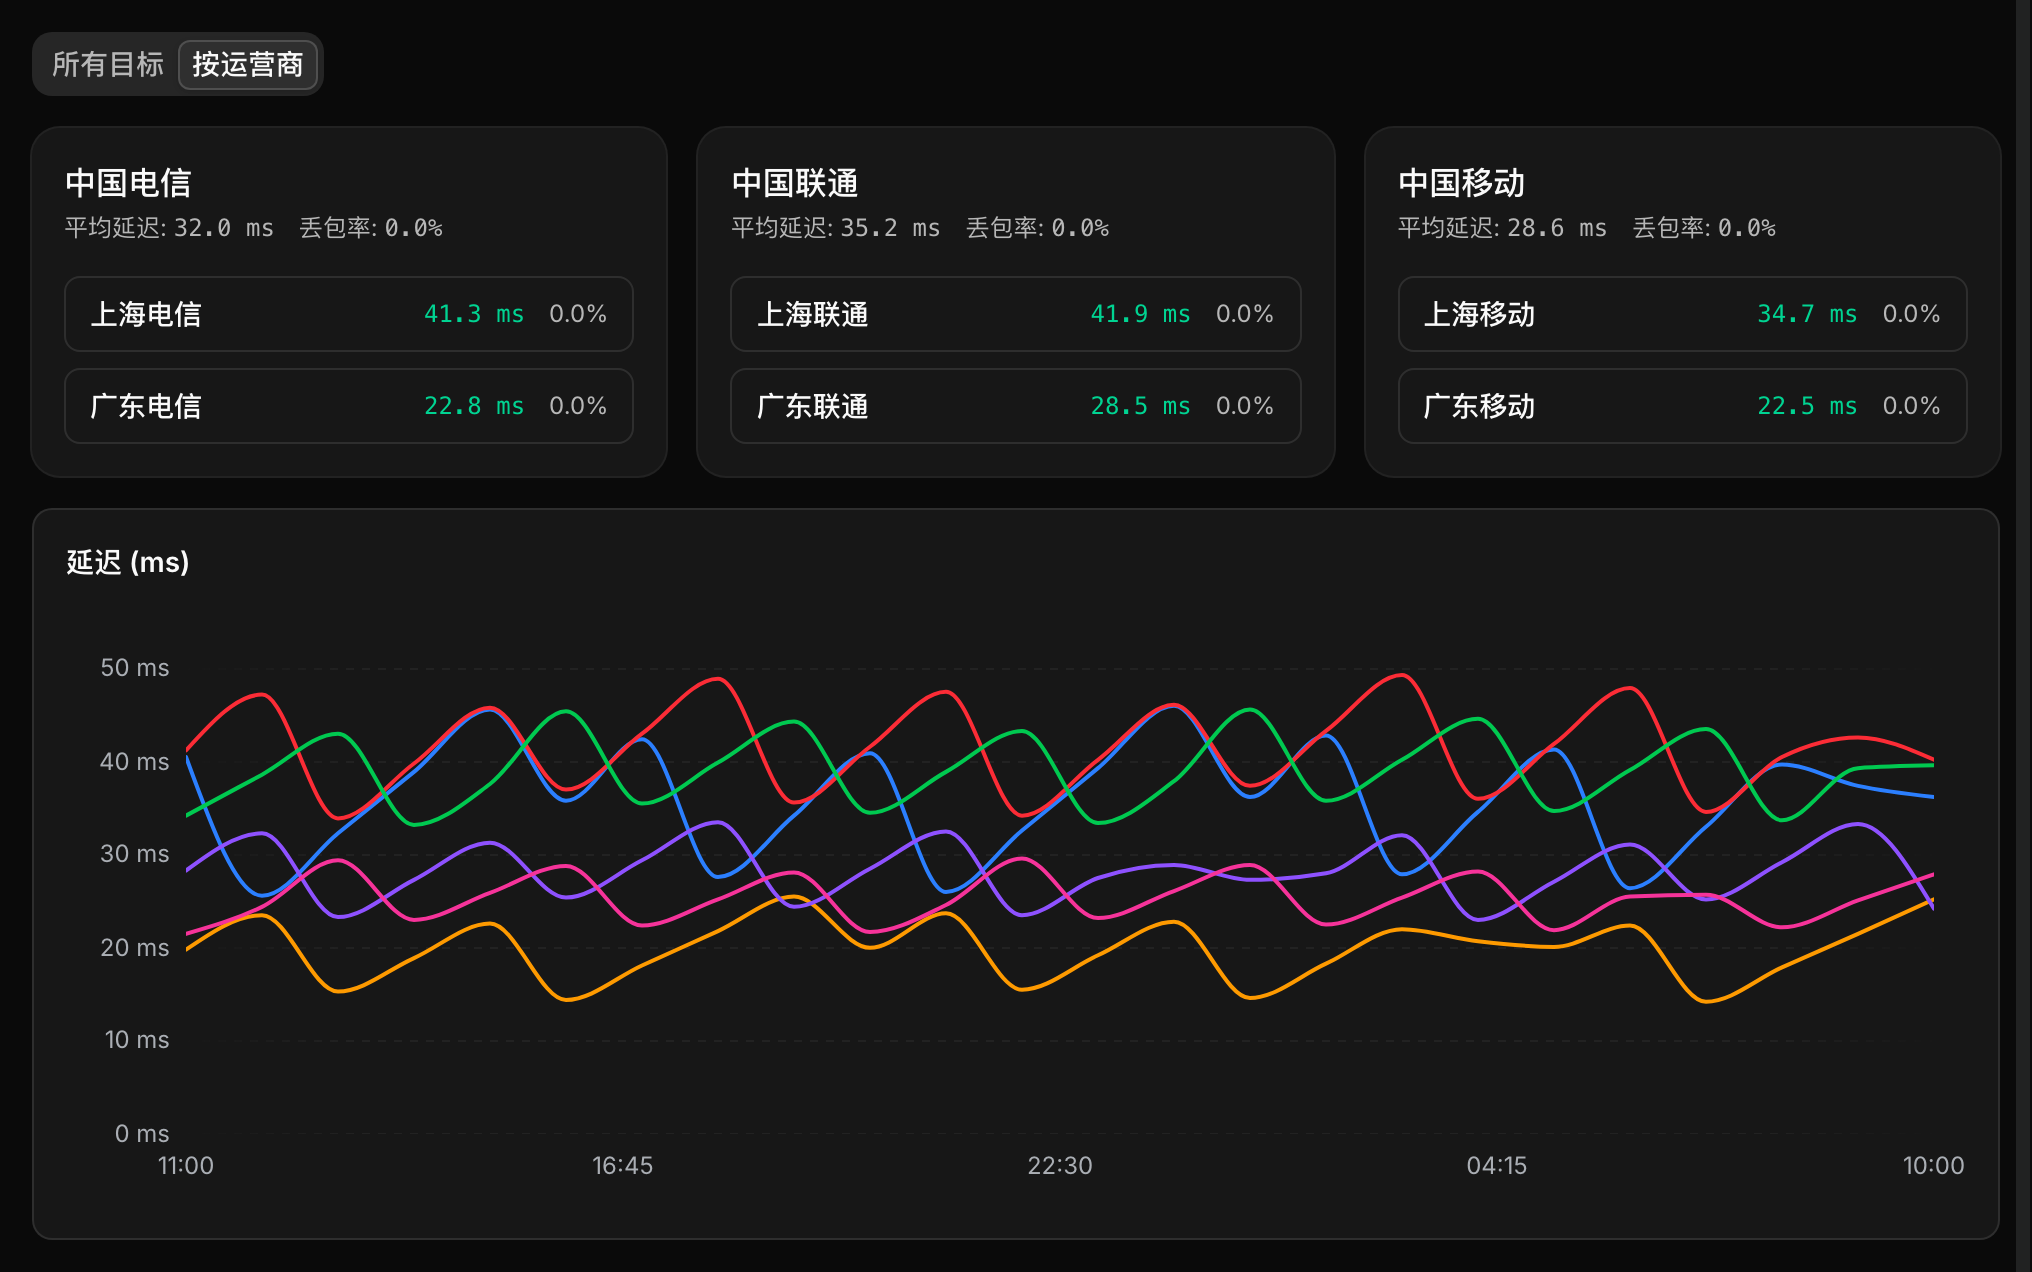 所有目标 按运营商
中国电信
平均延迟: 32.0 ms 丢包率: 0.0%
上海电信 41.3 ms 0.0%
广东电信 22.8 ms 0.0%
中国联通
平均延迟: 35.2 ms 丢包率: 0.0%
上海联通 41.9 ms 0.0%
广东联通 28.5 ms 0.0%
中国移动
平均延迟: 28.6 ms 丢包率: 0.0%
上海移动 34.7 ms 0.0%
广东移动 22.5 ms 0.0%
延迟 (ms)
50 ms
40 ms
30 ms
20 ms
10 ms
0 ms
11:00 16:45 22:30 04:15 10:00